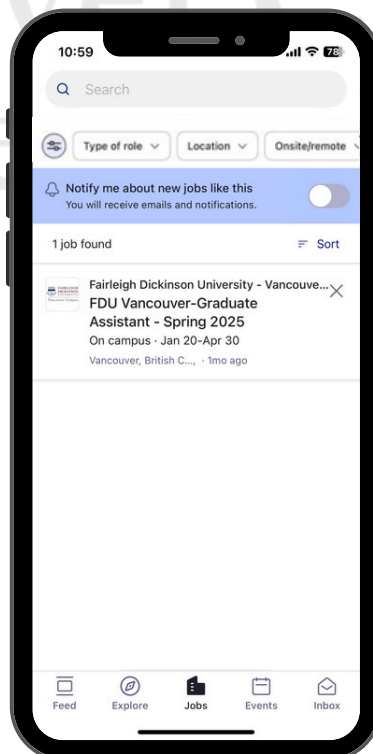 10:59
78
Search
Type of role
Location
Onsite/remote
Notify me about new jobs like this
You will receive emails and notifications.
1 job found
Sort
Fairleigh Dickinson University - Vancouve...
FDU Vancouver-Graduate
Assistant - Spring 2025
On campus · Jan 20-Apr 30
Vancouver, British C..., · 1mo ago
Feed
Explore
Jobs
Events
Inbox